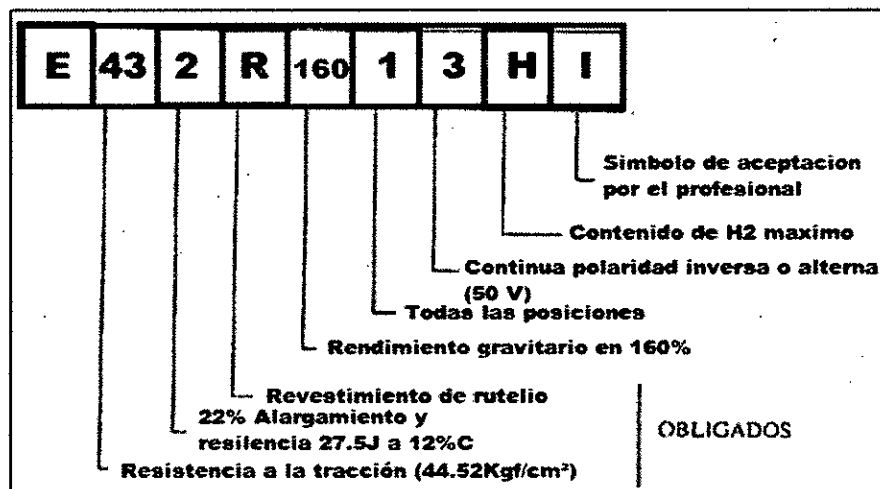 E 43 2 R 160 1 3 H I
Simbolo de aceptacion
por el profesional
Contenido de H2 maximo
Continua polaridad inversa o alterna
(50 V)
Todas las posiciones
Rendimiento gravitario en 160%
Revestimiento de rutelio
22% Alargamiento y
resilencia 27.5J a 12%C
OBLIGADOS
Resistencia a la tracción (44.52Kgf/cm²)